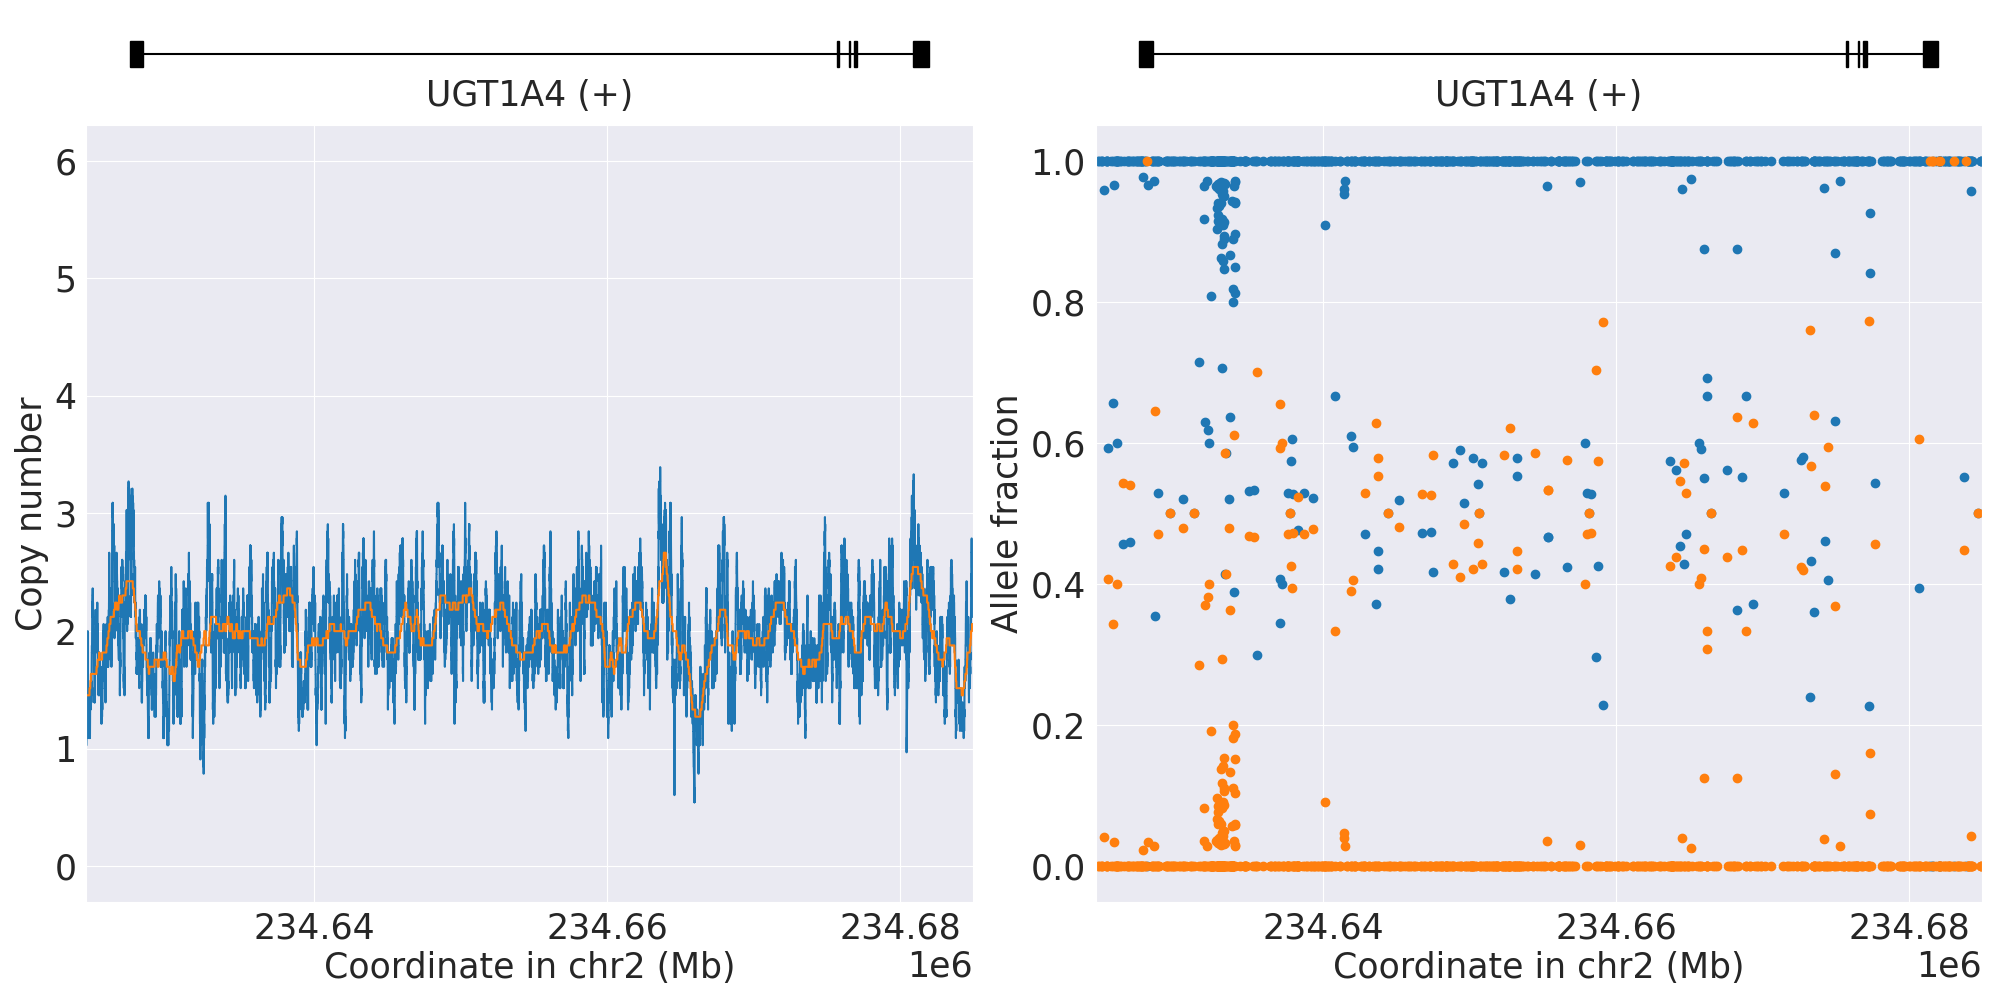 UGT1A4 (+)
Copy number
6
5
4
3
2
1
0
234.64 234.66 234.68
1e6
Coordinate in chr2 (Mb)
UGT1A4 (+)
Allele fraction
1.0
0.8
0.6
0.4
0.2
0.0
234.64 234.66 234.68
1e6
Coordinate in chr2 (Mb)